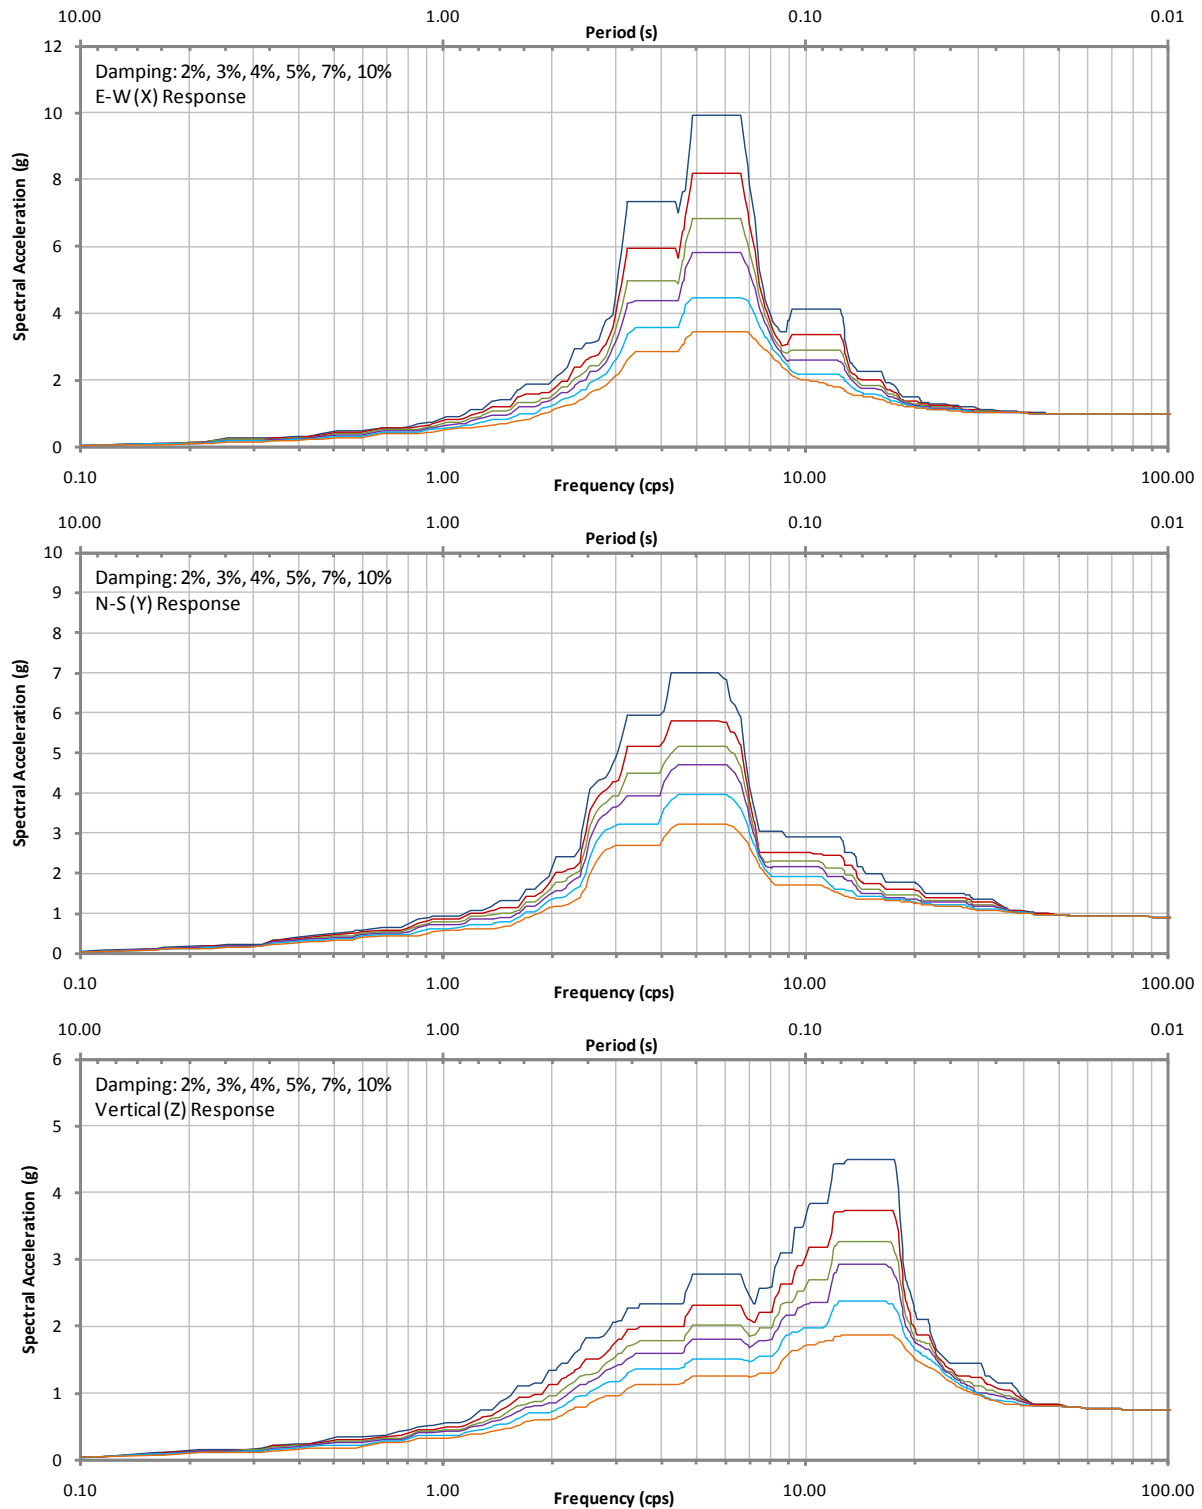 10.00 1.00 0.10 0.01
Period (s)
12
Damping: 2%, 3%, 4%, 5%, 7%, 10%
E-W (X) Response
10
8
6
4
2
0
Spectral Acceleration (g)
0.10 1.00 10.00 100.00
Frequency (cps)
10.00 1.00 0.10 0.01
Period (s)
10
Damping: 2%, 3%, 4%, 5%, 7%, 10%
N-S (Y) Response
9
8
7
6
5
4
3
2
1
0
Spectral Acceleration (g)
0.10 1.00 10.00 100.00
Frequency (cps)
10.00 1.00 0.10 0.01
Period (s)
6
Damping: 2%, 3%, 4%, 5%, 7%, 10%
Vertical (Z) Response
5
4
3
2
1
0
Spectral Acceleration (g)
0.10 1.00 10.00 100.00
Frequency (cps)